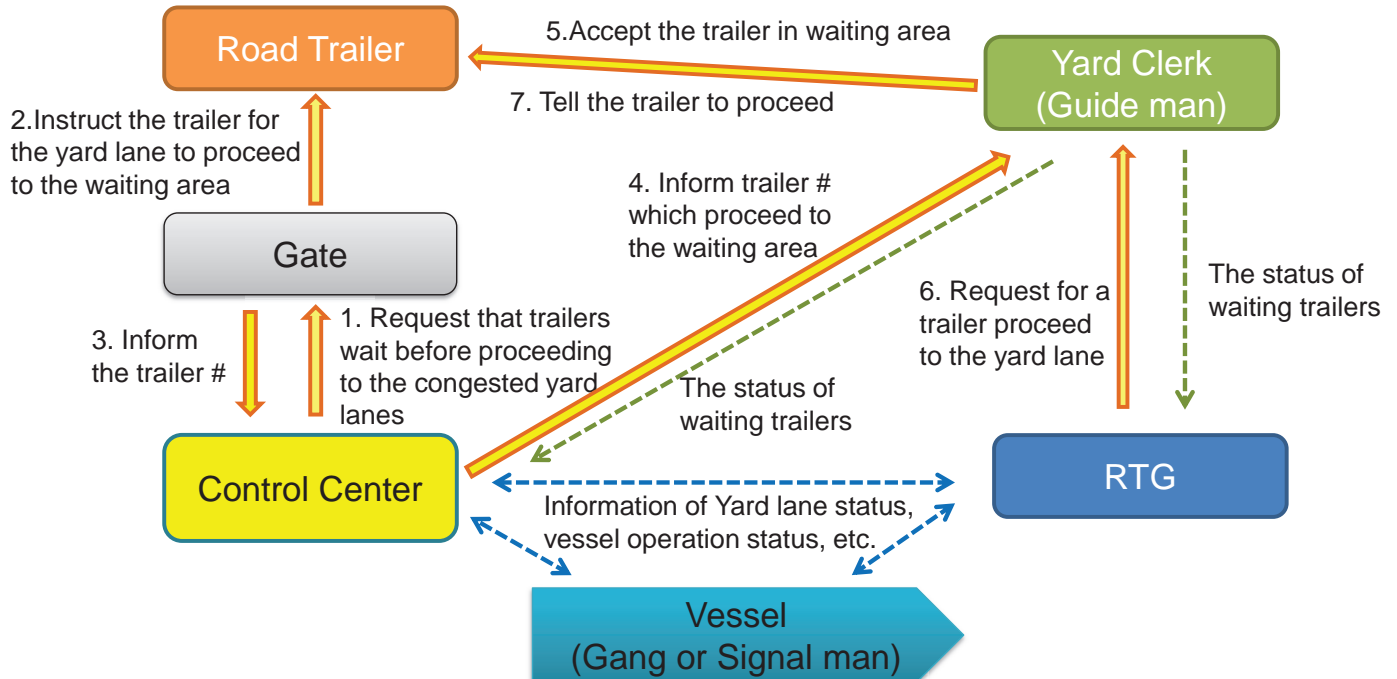 Road Trailer
5.Accept the trailer in waiting area
7. Tell the trailer to proceed
Yard Clerk
(Guide man)
2.Instruct the trailer for
the yard lane to proceed
to the waiting area
4. Inform trailer #
which proceed to
the waiting area
Gate
The status of
waiting trailers
6. Request for a
trailer proceed
to the yard lane
3. Inform
the trailer #
1. Request that trailers
wait before proceeding
to the congested yard
lanes
The status of
waiting trailers
Control Center
RTG
Information of Yard lane status,
vessel operation status, etc.
Vessel
(Gang or Signal man)